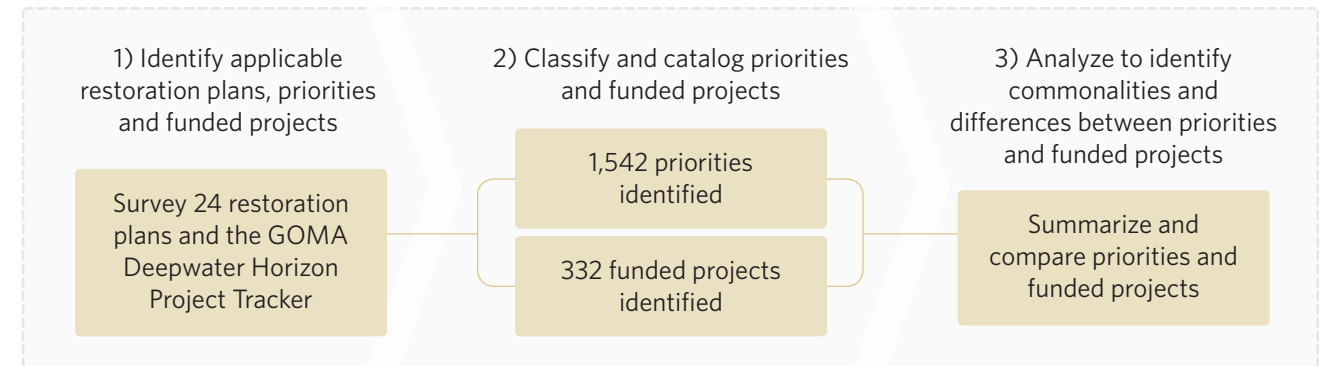 1) Identify applicable
restoration plans, priorities
and funded projects
Survey 24 restoration
plans and the GOMA
Deepwater Horizon
Project Tracker
2) Classify and catalog priorities
and funded projects
1,542 priorities
identified
332 funded projects
identified
3) Analyze to identify
commonalities and
differences between priorities
and funded projects
Summarize and
compare priorities and
funded projects